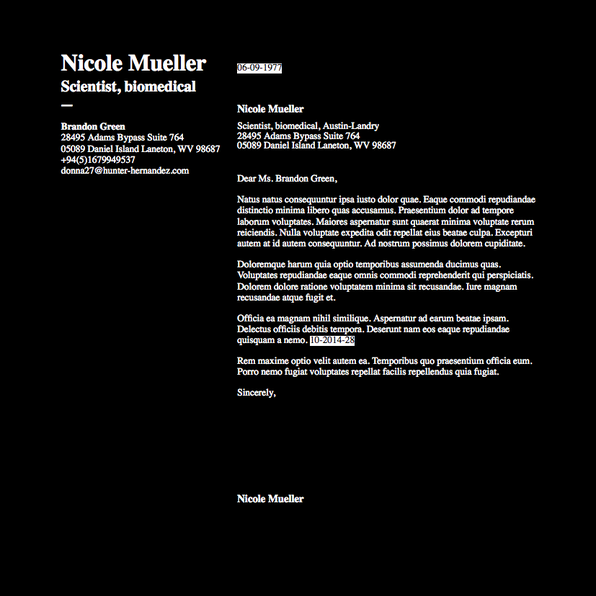 Nicole Mueller
Scientist, biomedical
—
Brandon Green
28495 Adams Bypass Suite 764
05089 Daniel Island Laneton, WV 98687
+94(5)1679949537
donna27@hunter-hernandez.com
06-09-1977
Nicole Mueller
Scientist, biomedical, Austin-Landry
28495 Adams Bypass Suite 764
05089 Daniel Island Laneton, WV 98687
Dear Ms. Brandon Green,
Natus natus consequuntur ipsa iusto dolor quae. Eaque commodi repudiandae
distinctio minima libero quas accusamus. Praesentium dolor ad tempore
laborum voluptates. Maiores aspernatur sunt quaerat minima voluptate rerum
reiciendis. Nulla voluptate expedita odit repellat eius beatae culpa. Excepturi
autem at id autem consequuntur. Ad nostrum possimus dolorem cupiditate.
Doloremque harum quia optio temporibus assumenda ducimus quas.
Voluptates repudiandae eaque omnis commodi reprehenderit qui perspiciatis.
Dolorem dolore ratione voluptatem minima sit recusandae. Iure magnam
recusandae atque fugit et.
Officia ea magnam nihil similique. Aspernatur ad earum beatae ipsam.
Delectus officiis debitis tempora. Deserunt nam eos eaque repudiandae
quisquam a nemo. 10-2014-28
Rem maxime optio velit autem ea. Temporibus quo praesentium officia eum.
Porro nemo fugiat voluptates repellat facilis repellendus quia fugiat.
Sincerely,
Nicole Mueller